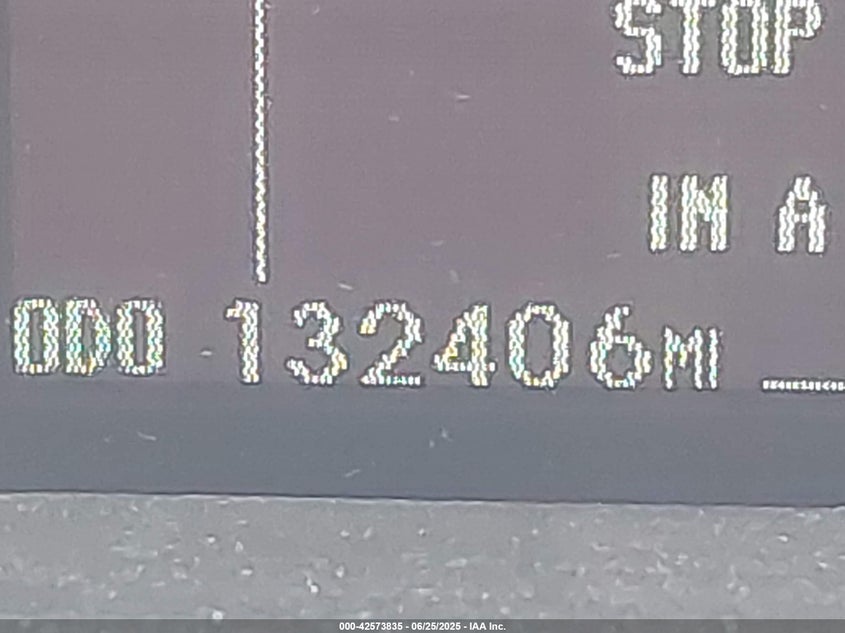 STOP
IN A
ODO 132406MI
000-42573835 - 06/25/2025 - IAA Inc.